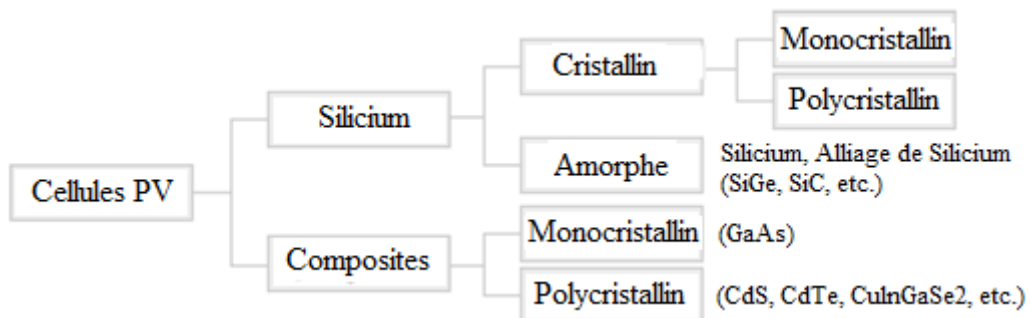 Monocristallin
Cristallin
Polycristallin
Silicium
Amorphe
Silicium, Alliage de Silicium
(SiGe, SiC, etc.)
Cellules PV
Monocristallin (GaAs)
Composites
Polycristallin (CdS, CdTe, CuInGaSe2, etc.)